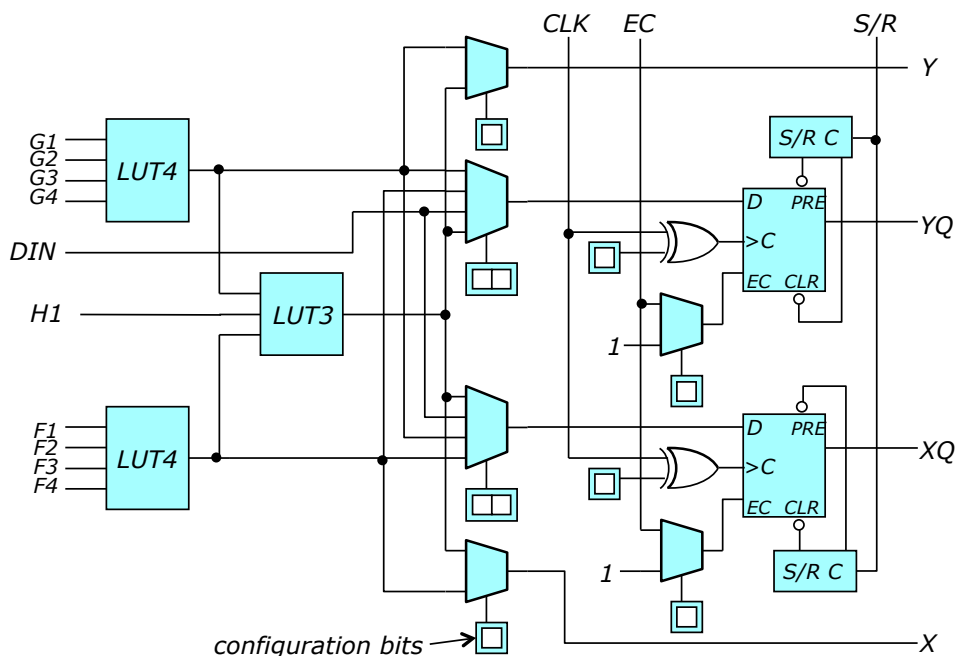 CLK EC S/R
Y
G1
G2
G3
G4
LUT4
S/R C
D PRE
>C
EC CLR
YQ
DIN
H1
LUT3
1
F1
F2
F3
F4
LUT4
D PRE
>C
EC CLR
XQ
1
S/R C
configuration bits
X